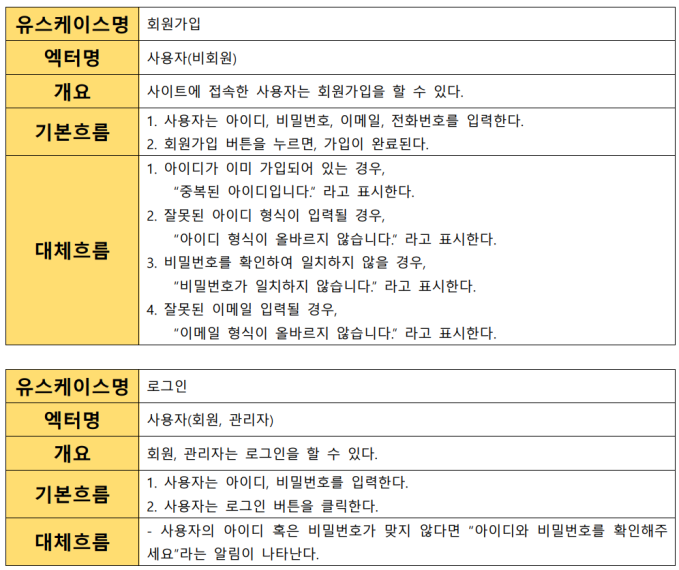 유스케이스명 회원가입
엑터명 사용자(비회원)
개요 사이트에 접속한 사용자는 회원가입을 할 수 있다.
기본흐름
1. 사용자는 아이디, 비밀번호, 이메일, 전화번호를 입력한다.
2. 회원가입 버튼을 누르면, 가입이 완료된다.
대체흐름
1. 아이디가 이미 가입되어 있는 경우,
“중복된 아이디입니다.” 라고 표시한다.
2. 잘못된 아이디 형식이 입력될 경우,
“아이디 형식이 올바르지 않습니다.“ 라고 표시한다.
3. 비밀번호를 확인하여 일치하지 않을 경우,
“비밀번호가 일치하지 않습니다.” 라고 표시한다.
4. 잘못된 이메일 입력될 경우,
“이메일 형식이 올바르지 않습니다.“ 라고 표시한다.
유스케이스명 로그인
엑터명 사용자(회원, 관리자)
개요 회원, 관리자는 로그인을 할 수 있다.
기본흐름
1. 사용자는 아이디, 비밀번호를 입력한다.
2. 사용자는 로그인 버튼을 클릭한다.
대체흐름
- 사용자의 아이디 혹은 비밀번호가 맞지 않다면 “아이디와 비밀번호를 확인해주
세요”라는 알림이 나타난다.